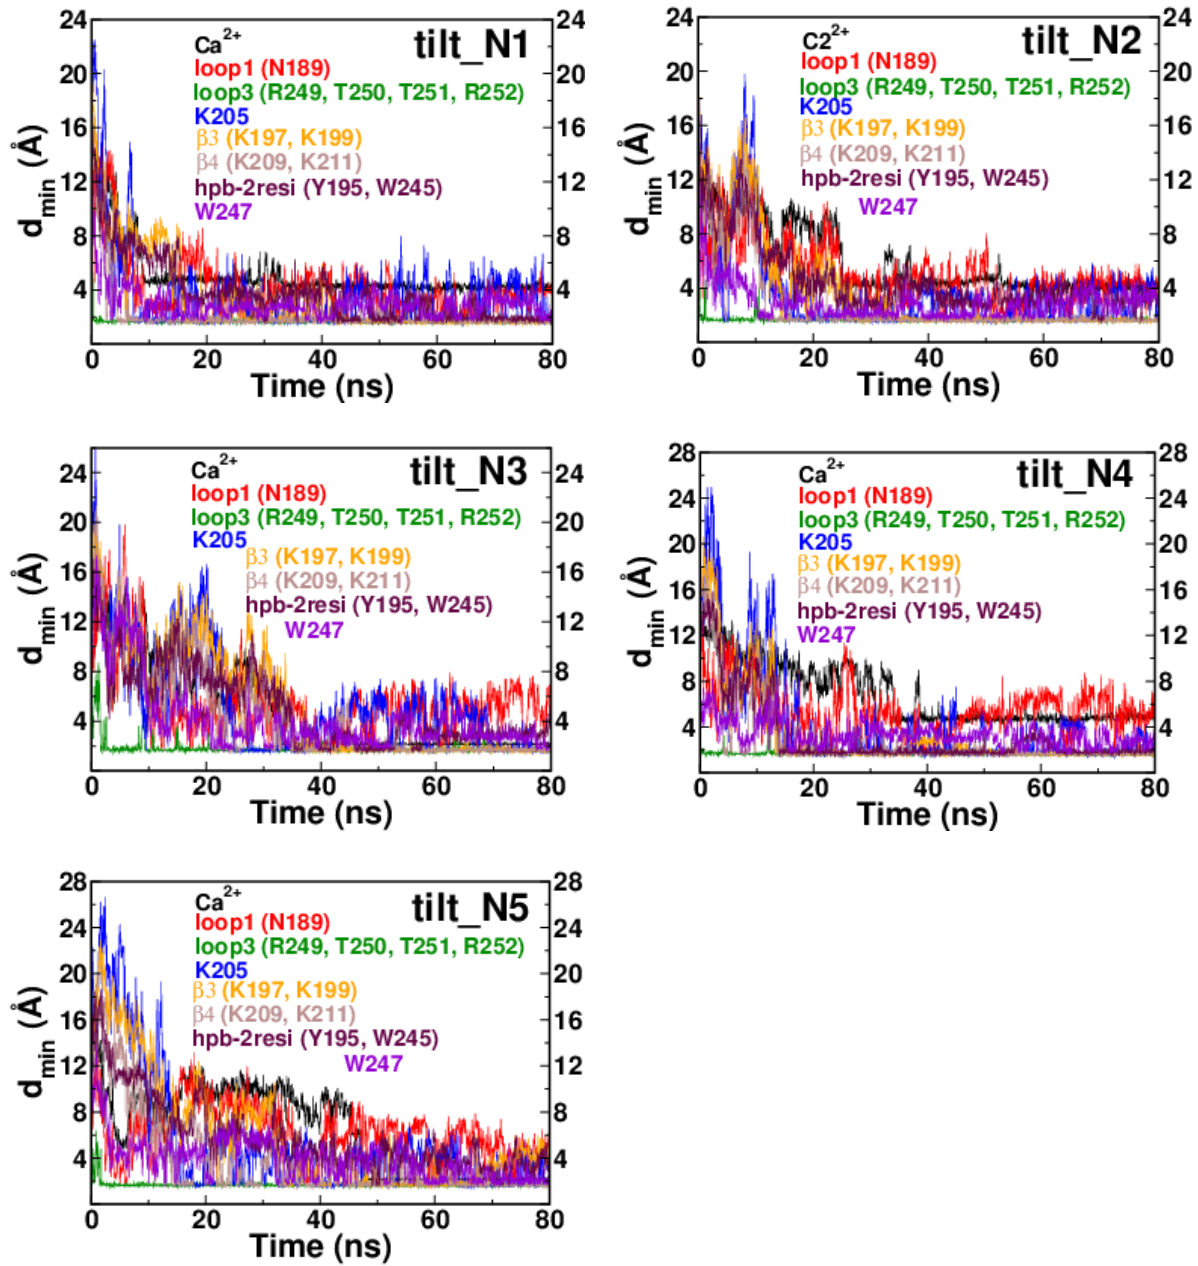 tilt_N1
Ca2+
loop1 (N189)
loop3 (R249, T250, T251, R252)
K205
β3 (K197, K199)
β4 (K209, K211)
hpb-2resi (Y195, W245)
W247
dmin (Å)
24 20 16 12 8 4
24 20 16 12 8 4
0 20 40 60 80
Time (ns)
tilt_N2
C22+
loop1 (N189)
loop3 (R249, T250, T251, R252)
K205
β3 (K197, K199)
β4 (K209, K211)
hpb-2resi (Y195, W245)
W247
dmin (Å)
24 20 16 12 8 4
24 20 16 12 8 4
0 20 40 60 80
Time (ns)
tilt_N3
Ca2+
loop1 (N189)
loop3 (R249, T250, T251, R252)
K205
β3 (K197, K199)
β4 (K209, K211)
hpb-2resi (Y195, W245)
W247
dmin (Å)
24 20 16 12 8 4
24 20 16 12 8 4
0 20 40 60 80
Time (ns)
tilt_N4
Ca2+
loop1 (N189)
loop3 (R249, T250, T251, R252)
K205
β3 (K197, K199)
β4 (K209, K211)
hpb-2resi (Y195, W245)
W247
dmin (Å)
28 24 20 16 12 8 4
28 24 20 16 12 8 4
0 20 40 60 80
Time (ns)
tilt_N5
Ca2+
loop1 (N189)
loop3 (R249, T250, T251, R252)
K205
β3 (K197, K199)
β4 (K209, K211)
hpb-2resi (Y195, W245)
W247
dmin (Å)
28 24 20 16 12 8 4
28 24 20 16 12 8 4
0 20 40 60 80
Time (ns)